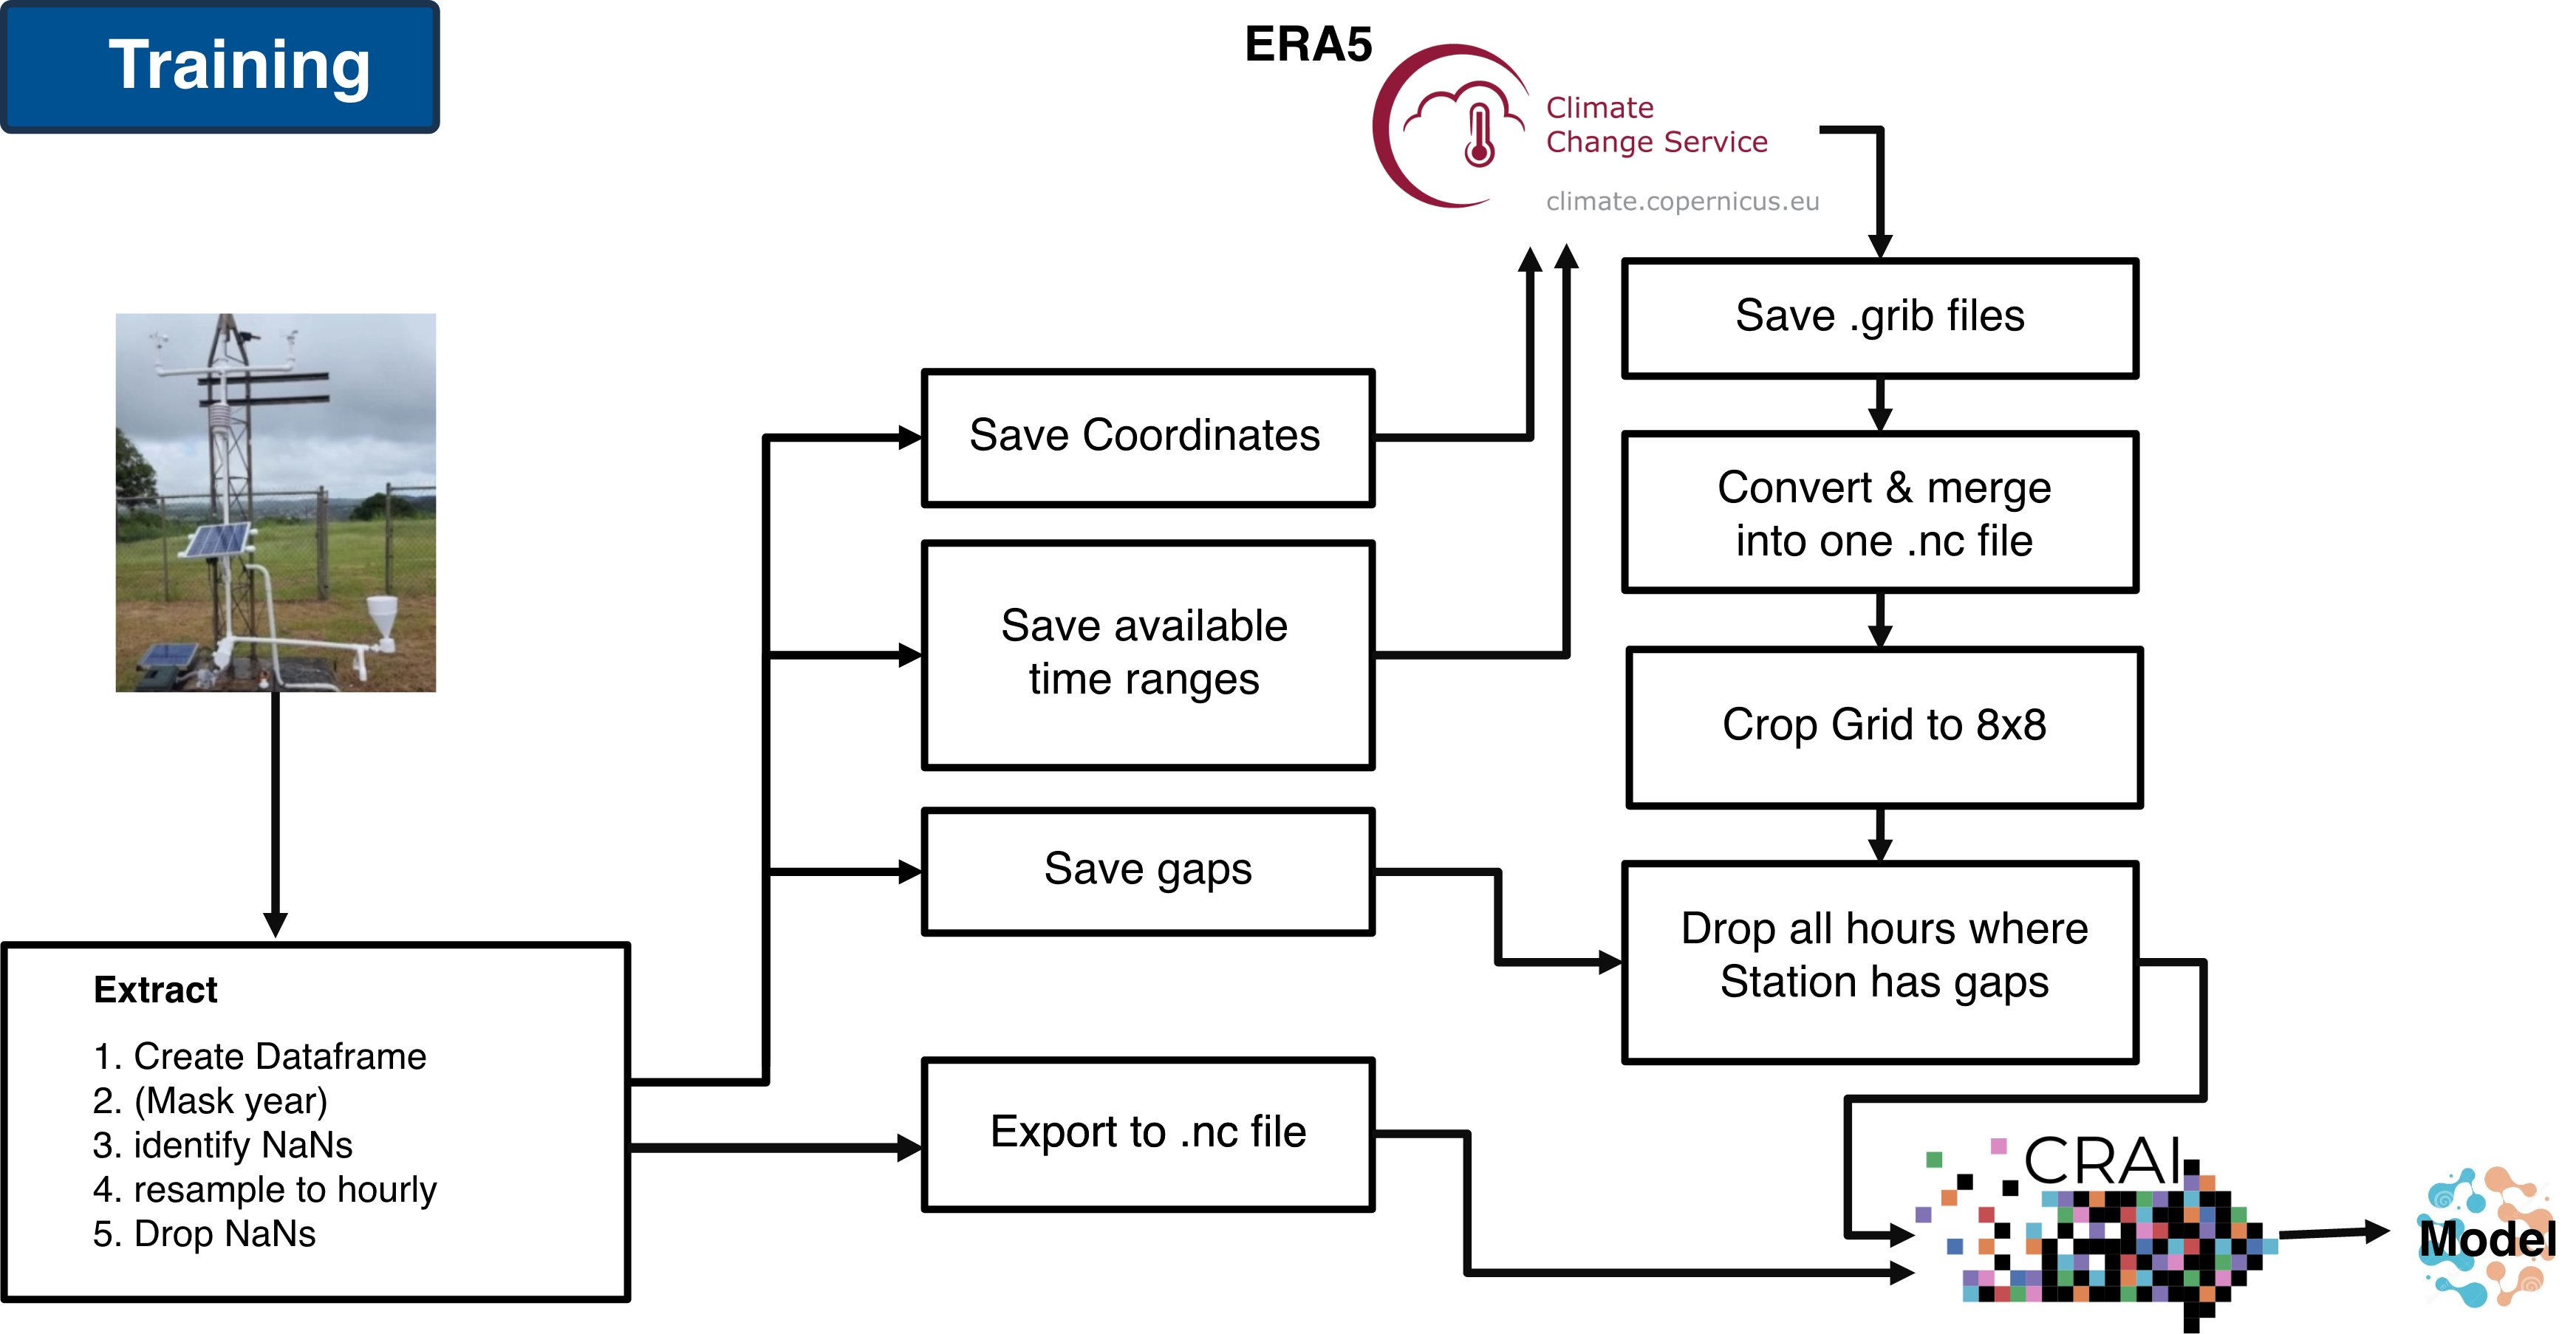 Training
ERA5
Climate
Change Service
climate.copernicus.eu
Save .grib files
Convert & merge
into one .nc file
Crop Grid to 8x8
Drop all hours where
Station has gaps
Save Coordinates
Save available
time ranges
Save gaps
Export to .nc file
Extract
1. Create Dataframe
2. (Mask year)
3. identify NaNs
4. resample to hourly
5. Drop NaNs
CRAI
Model